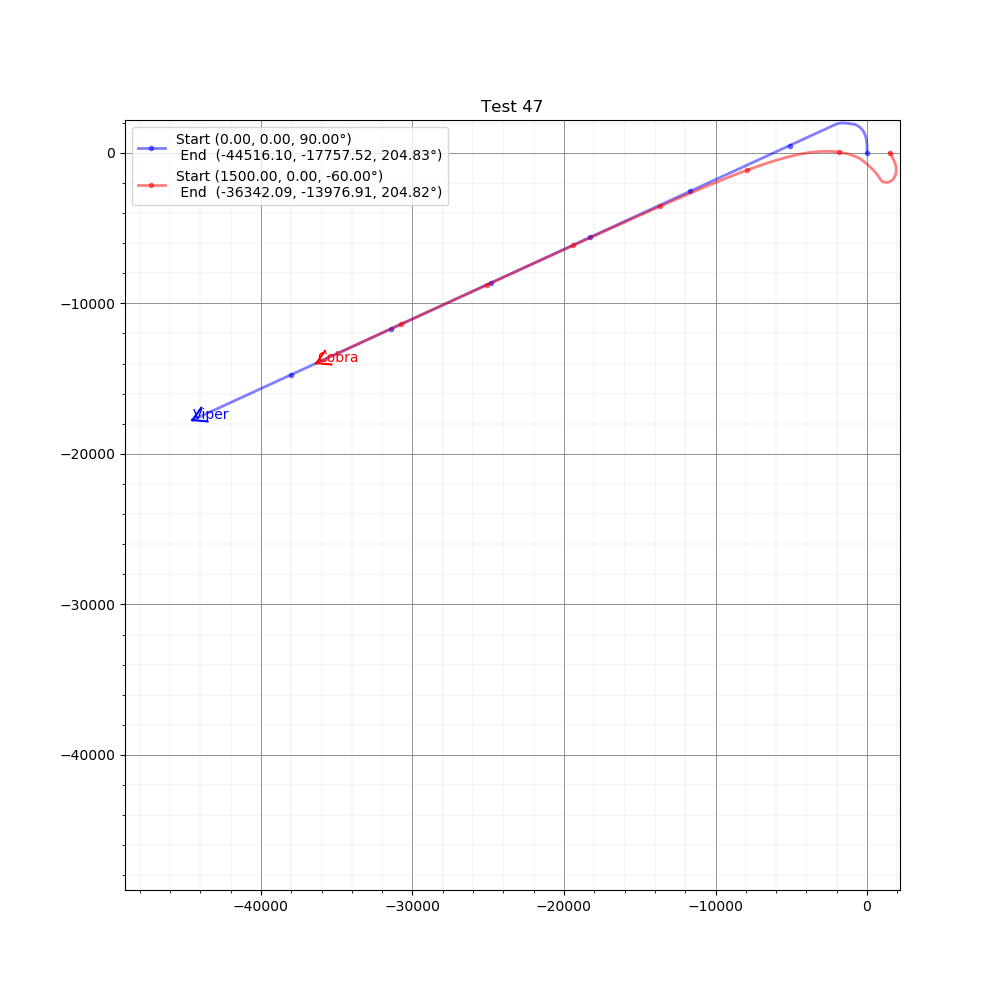 Test 47
Start (0.00, 0.00, 90.00°)
End (-44516.10, -17757.52, 204.83°)
Start (1500.00, 0.00, -60.00°)
End (-36342.09, -13976.91, 204.82°)
0
−10000
−20000
−30000
−40000
Cobra
Viper
−40000
−30000
−20000
−10000
0